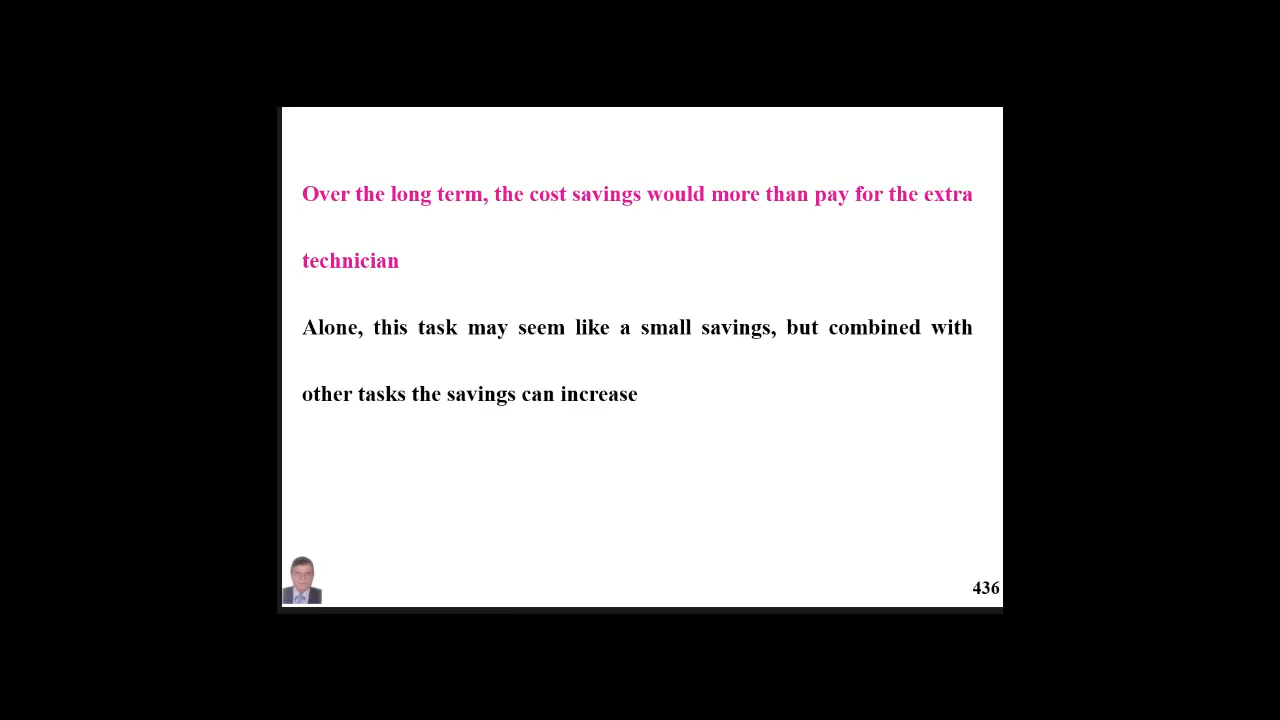 Over the long term, the cost savings would more than pay for the extra
technician
Alone, this task may seem like a small savings, but combined with
other tasks the savings can increase
436